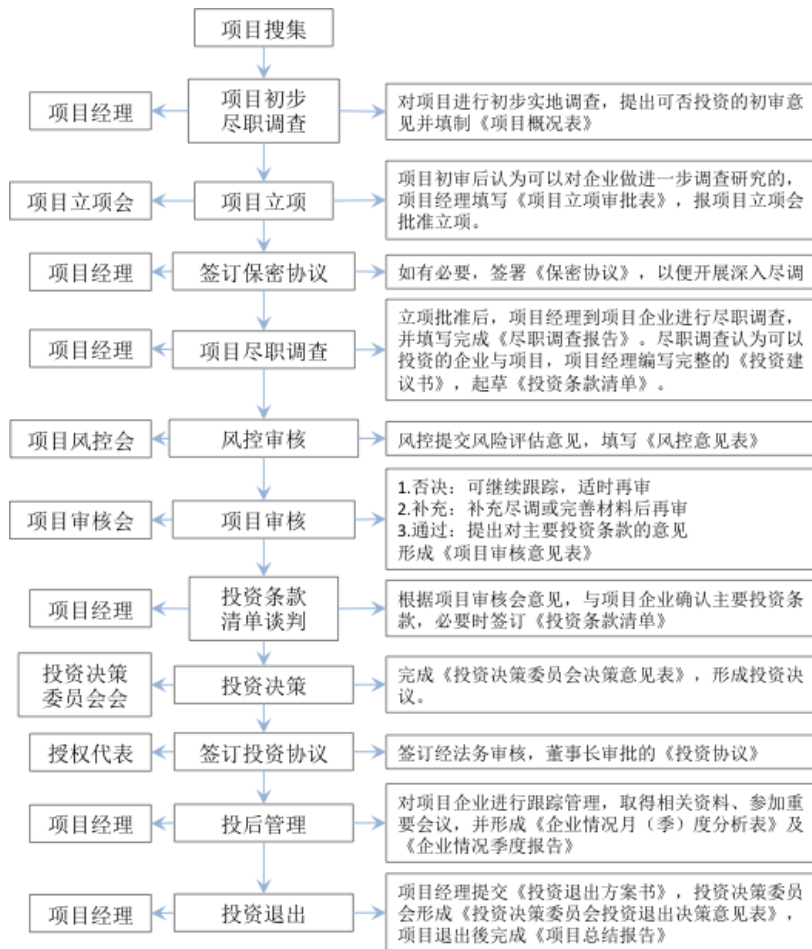 项目搜集
项目经理
项目初步
尽职调查
对项目进行初步实地调查，提出可否投资的初审意
见并填制《项目概况表》
项目立项会
项目立项
项目初审后认为可以对企业做进一步调查研究的，
项目经理填写《项目立项审批表》，报项目立项会
批准立项。
项目经理
签订保密协议
如有必要，签署《保密协议》，以便开展深入尽调
项目经理
项目尽职调查
立项批准后，项目经理到项目企业进行尽职调查，
并填写完成《尽职调查报告》。尽职调查认为可以
投资的企业与项目，项目经理编写完整的《投资建
议书》，起草《投资条款清单》。
项目风控会
风控审核
风控提交风险评估意见，填写《风控意见表》
项目审核会
项目审核
1.否决：可继续跟踪，适时再审
2.补充：补充尽调或完善材料后再审
3.通过：提出对主要投资条款的意见
形成《项目审核意见表》
项目经理
投资条款
清单谈判
根据项目审核会意见，与项目企业确认主要投资条
款，必要时签订《投资条款清单》
投资决策
委员会会
投资决策
完成《投资决策委员会决策意见表》，形成投资决
议。
授权代表
签订投资协议
签订经法务审核，董事长审批的《投资协议》
项目经理
投后管理
对项目企业进行跟踪管理，取得相关资料、参加重
要会议，并形成《企业情况月（季）度分析表》及
《企业情况季度报告》
项目经理
投资退出
项目经理提交《投资退出方案书》，投资决策委员
会形成《投资决策委员会投资退出决策意见表》，
项目退出後完成《项目总结报告》